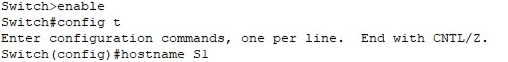 Switch>enable
Switch#config t
Enter configuration commands, one per line.  End with CNTL/Z.
Switch(config)#hostname S1